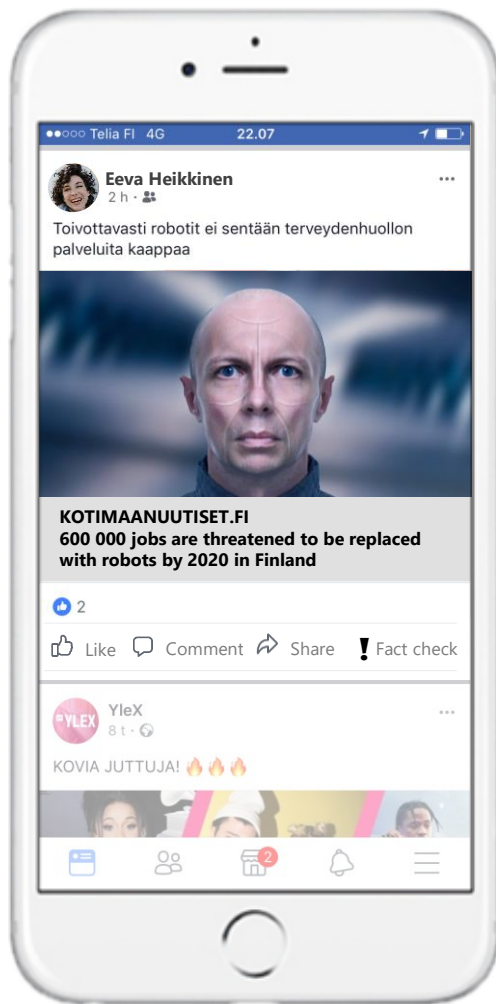 Telia FI 4G 22.07
Eeva Heikkinen
2 h
Toivottavasti robotit ei sentään terveydenhuollon
palveluita kaappaa
KOTIMAANUUTISET.FI
600 000 jobs are threatened to be replaced
with robots by 2020 in Finland
2
Like Comment Share ! Fact check
YLEX YleX
8 t
KOVIA JUTTUJA! 🔥🔥🔥
2